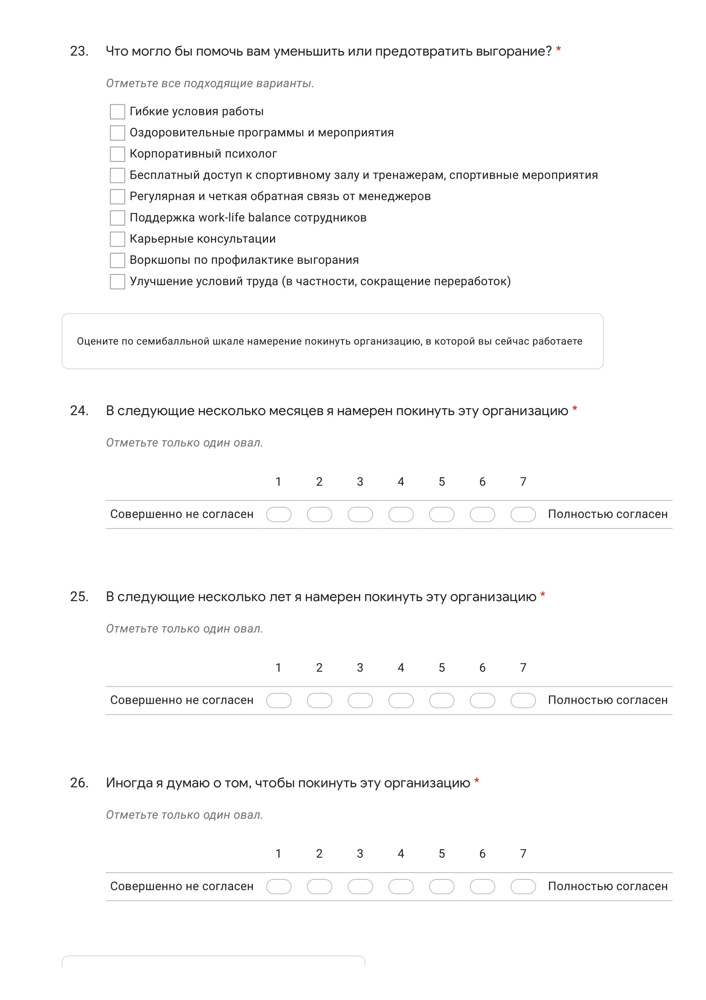 23. Что могло бы помочь вам уменьшить или предотвратить выгорание? *
Отметьте все подходящие варианты.
Гибкие условия работы
Оздоровительные программы и мероприятия
Корпоративный психолог
Бесплатный доступ к спортивному залу и тренажерам, спортивные мероприятия
Регулярная и четкая обратная связь от менеджеров
Поддержка work-life balance сотрудников
Карьерные консультации
Воркшопы по профилактике выгорания
Улучшение условий труда (в частности, сокращение переработок)
Оцените по семибалльной шкале намерение покинуть организацию, в которой вы сейчас работаете
24. В следующие несколько месяцев я намерен покинуть эту организацию *
Отметьте только один овал.
1 2 3 4 5 6 7
Совершенно не согласен Полностью согласен
25. В следующие несколько лет я намерен покинуть эту организацию *
Отметьте только один овал.
1 2 3 4 5 6 7
Совершенно не согласен Полностью согласен
26. Иногда я думаю о том, чтобы покинуть эту организацию *
Отметьте только один овал.
1 2 3 4 5 6 7
Совершенно не согласен Полностью согласен